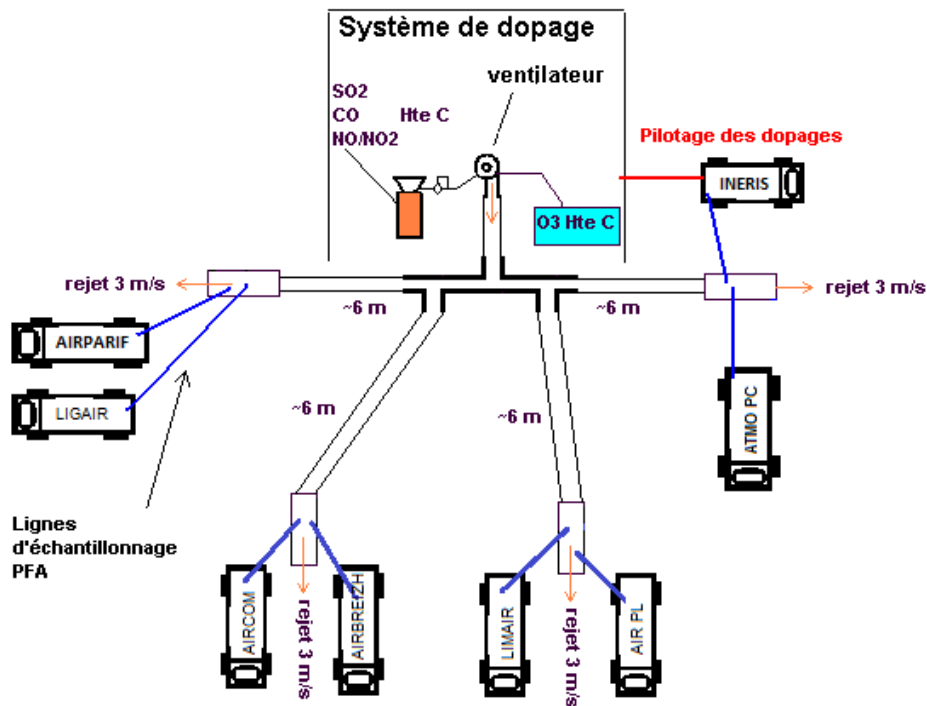 Système de dopage
ventilateur
SO2
CO Hte C
NO/NO2
Pilotage des dopages
INERIS
O3 Hte C
rejet 3 m/s
rejet 3 m/s
~6 m
~6 m
AIRPARIF
LIGAIR
~6 m
~6 m
ATMO PC
Lignes
d'échantillonnage
PFA
AIRCOM
rejet 3 m/s
AIRBREIZH
LIMAIR
rejet 3 m/s
AIR PL